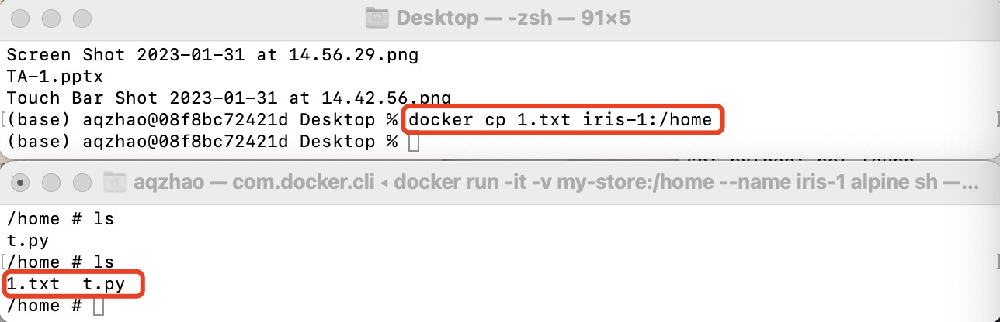 Desktop — -zsh — 91×5
Screen Shot 2023-01-31 at 14.56.29.png
TA-1.pptx
Touch Bar Shot 2023-01-31 at 14.42.56.png
[(base) aqzhao@08f8bc72421d Desktop % docker cp 1.txt iris-1:/home ]
(base) aqzhao@08f8bc72421d Desktop %
aqzhao — com.docker.cli ◂ docker run -it -v my-store:/home --name iris-1 alpine sh —...
/home # ls
t.py
[/home # ls ]
1.txt  t.py
/home #